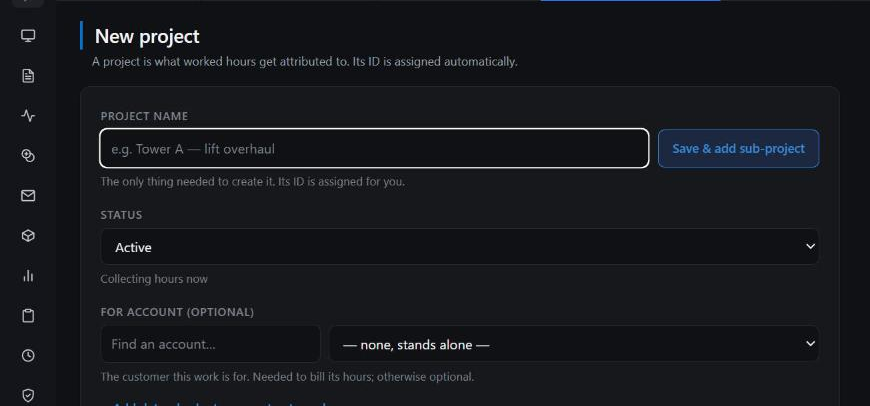 New project
A project is what worked hours get attributed to. Its ID is assigned automatically.
PROJECT NAME
e.g. Tower A — lift overhaul
Save & add sub-project
The only thing needed to create it. Its ID is assigned for you.
STATUS
Active
Collecting hours now
FOR ACCOUNT (OPTIONAL)
Find an account...
— none, stands alone —
The customer this work is for. Needed to bill its hours; otherwise optional.